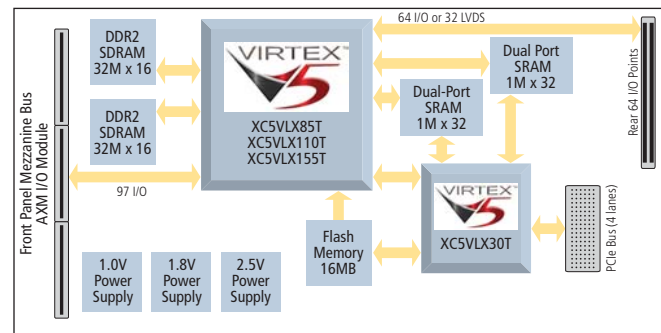 64 I/O or 32 LVDS
DDR2
SDRAM
32M x 16
VIRTEX
5
XC5VLX85T
XC5VLX110T
XC5VLX155T
Dual Port
SRAM
1M x 32
Dual-Port
SRAM
1M x 32
Rear 64 I/O Points
Front Panel Mezzanine Bus
AXM I/O Module
DDR2
SDRAM
32M x 16
97 I/O
VIRTEX
5
XC5VLX30T
PCIe Bus (4 lanes)
Flash
Memory
16MB
1.0V
Power
Supply
1.8V
Power
Supply
2.5V
Power
Supply